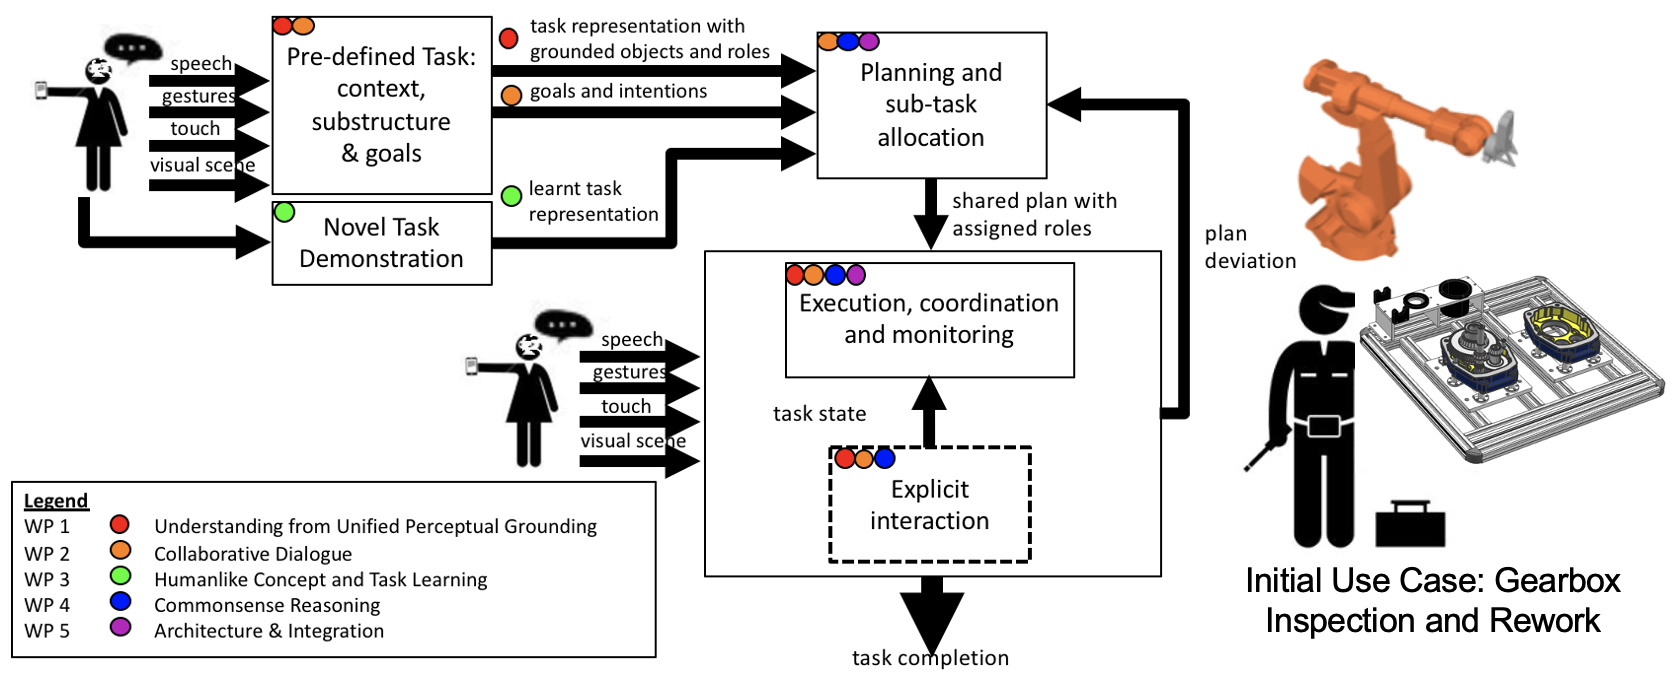 speech
gestures
touch
visual scene
Pre-defined Task:
context,
substructure
& goals
task representation with
grounded objects and roles
goals and intentions
learnt task
representation
Novel Task
Demonstration
Planning and
sub-task
allocation
shared plan with
assigned roles
plan
deviation
speech
gestures
touch
visual scene
Execution, coordination
and monitoring
task state
Explicit
interaction
task completion
Legend
WP 1 Understanding from Unified Perceptual Grounding
WP 2 Collaborative Dialogue
WP 3 Humanlike Concept and Task Learning
WP 4 Commonsense Reasoning
WP 5 Architecture & Integration
Initial Use Case: Gearbox
Inspection and Rework